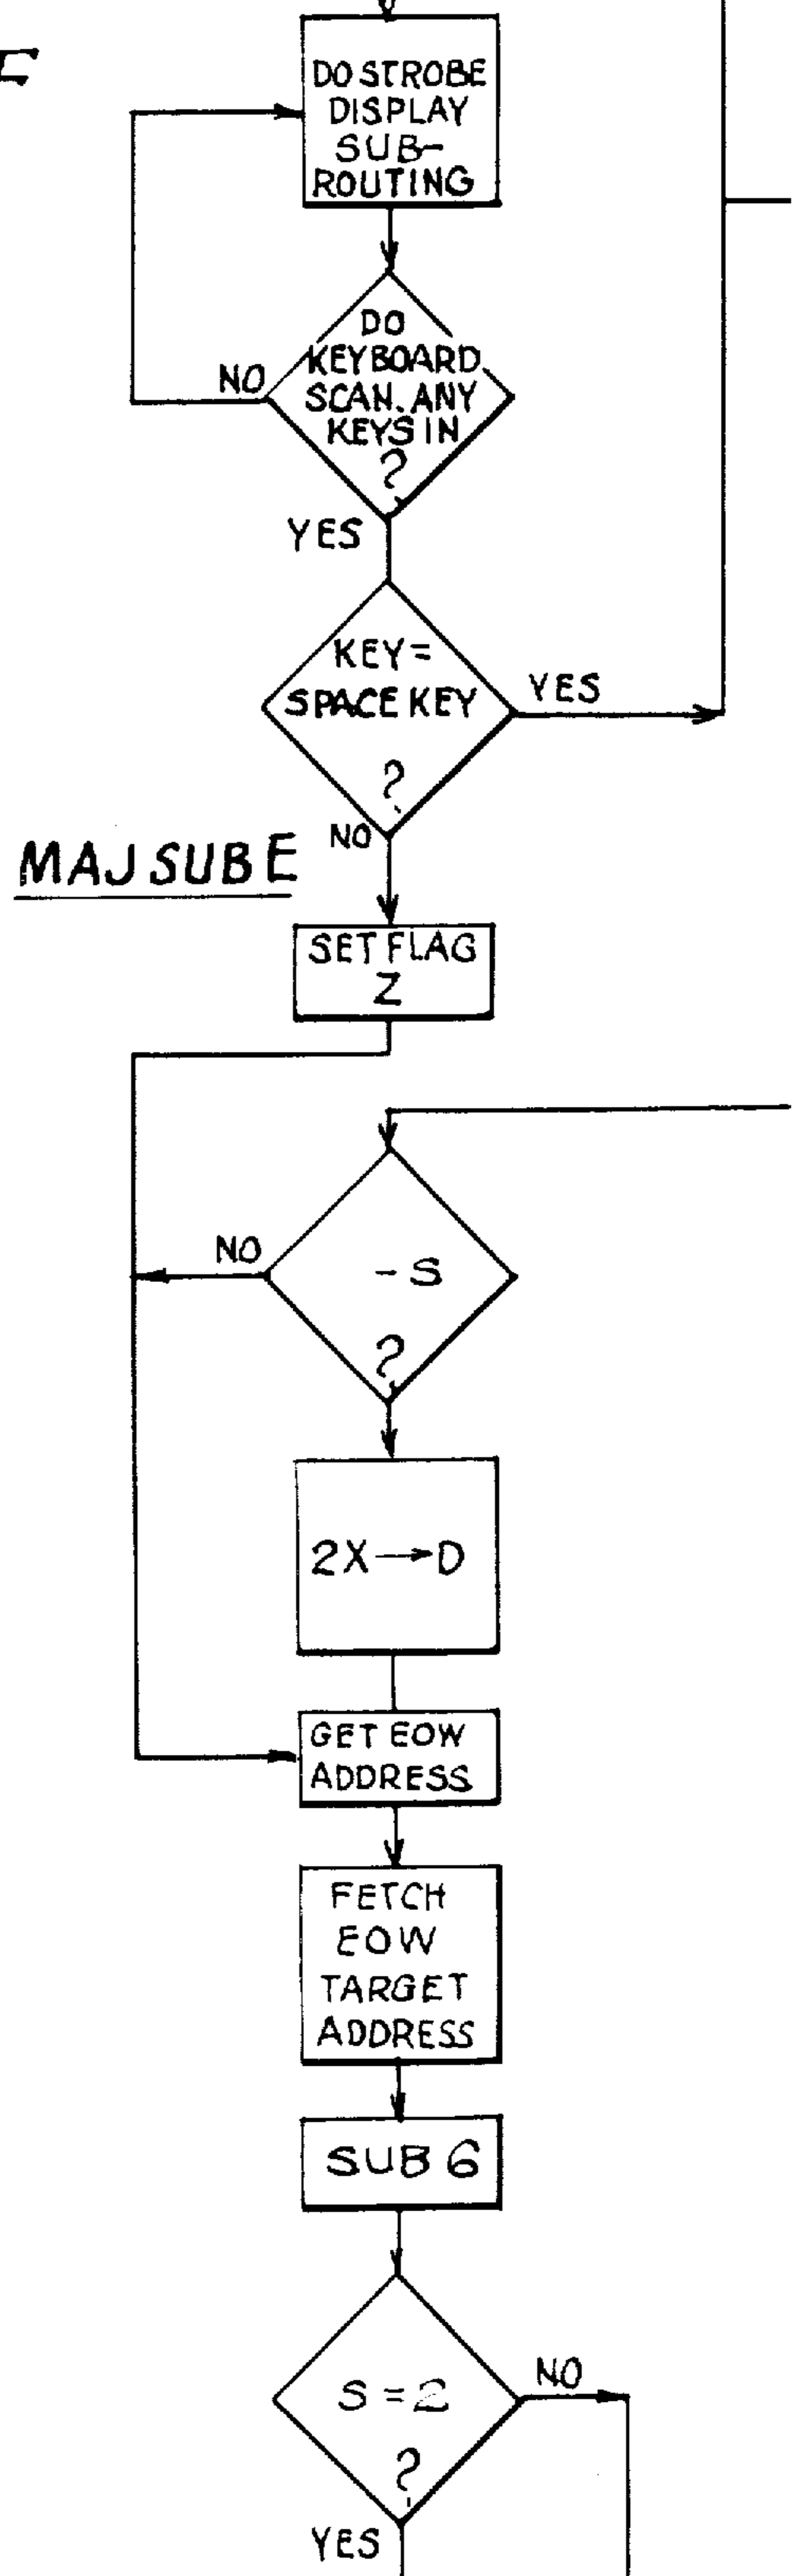 DO STROBE
DISPLAY
SUB-
ROUTING
DO
KEYBOARD
SCAN. ANY
KEYS IN
?
NO
YES
KEY =
SPACE KEY
?
YES
NO
MAJ SUB E
SET FLAG
Z
- S
?
NO
2X → D
GET EOW
ADDRESS
FETCH
EOW
TARGET
ADDRESS
SUB 6
S = 2
?
NO
YES